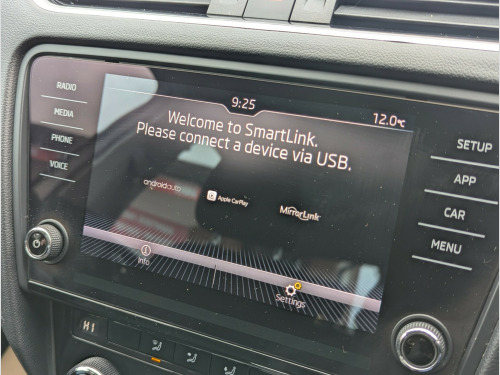 RADIO
MEDIA
PHONE
VOICE
9:25
12.0°C
Welcome to SmartLink.
Please connect a device via USB.
androidauto
Apple CarPlay
MirrorLink
Info
Settings
SETUP
APP
CAR
MENU
HI